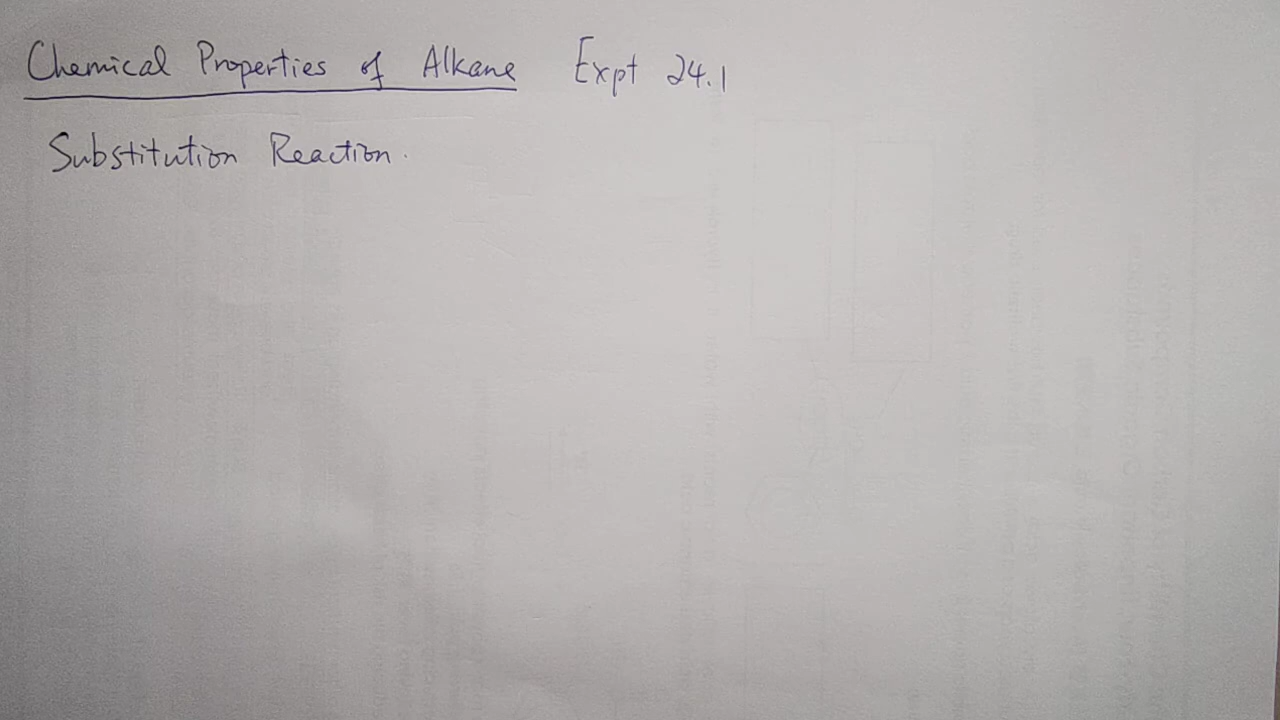 Chemical Properties of Alkane Expt 24.1
Substitution Reaction.